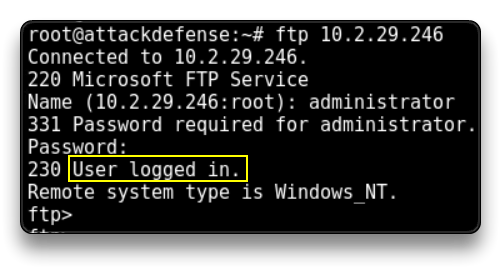 root@attackdefense:~# ftp 10.2.29.246
Connected to 10.2.29.246.
220 Microsoft FTP Service
Name (10.2.29.246:root): administrator
331 Password required for administrator.
Password:
230 User logged in.
Remote system type is Windows_NT.
ftp>